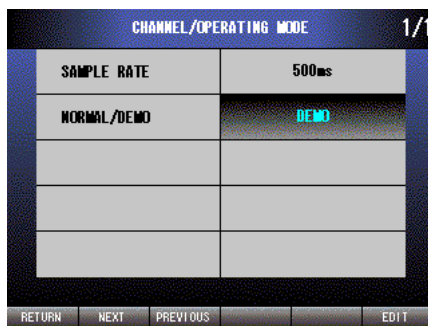 CHANNEL/OPERATING MODE 1/1
SAMPLE RATE 500ms
NORMAL/DEMO DEMO
RETURN NEXT PREVIOUS EDIT